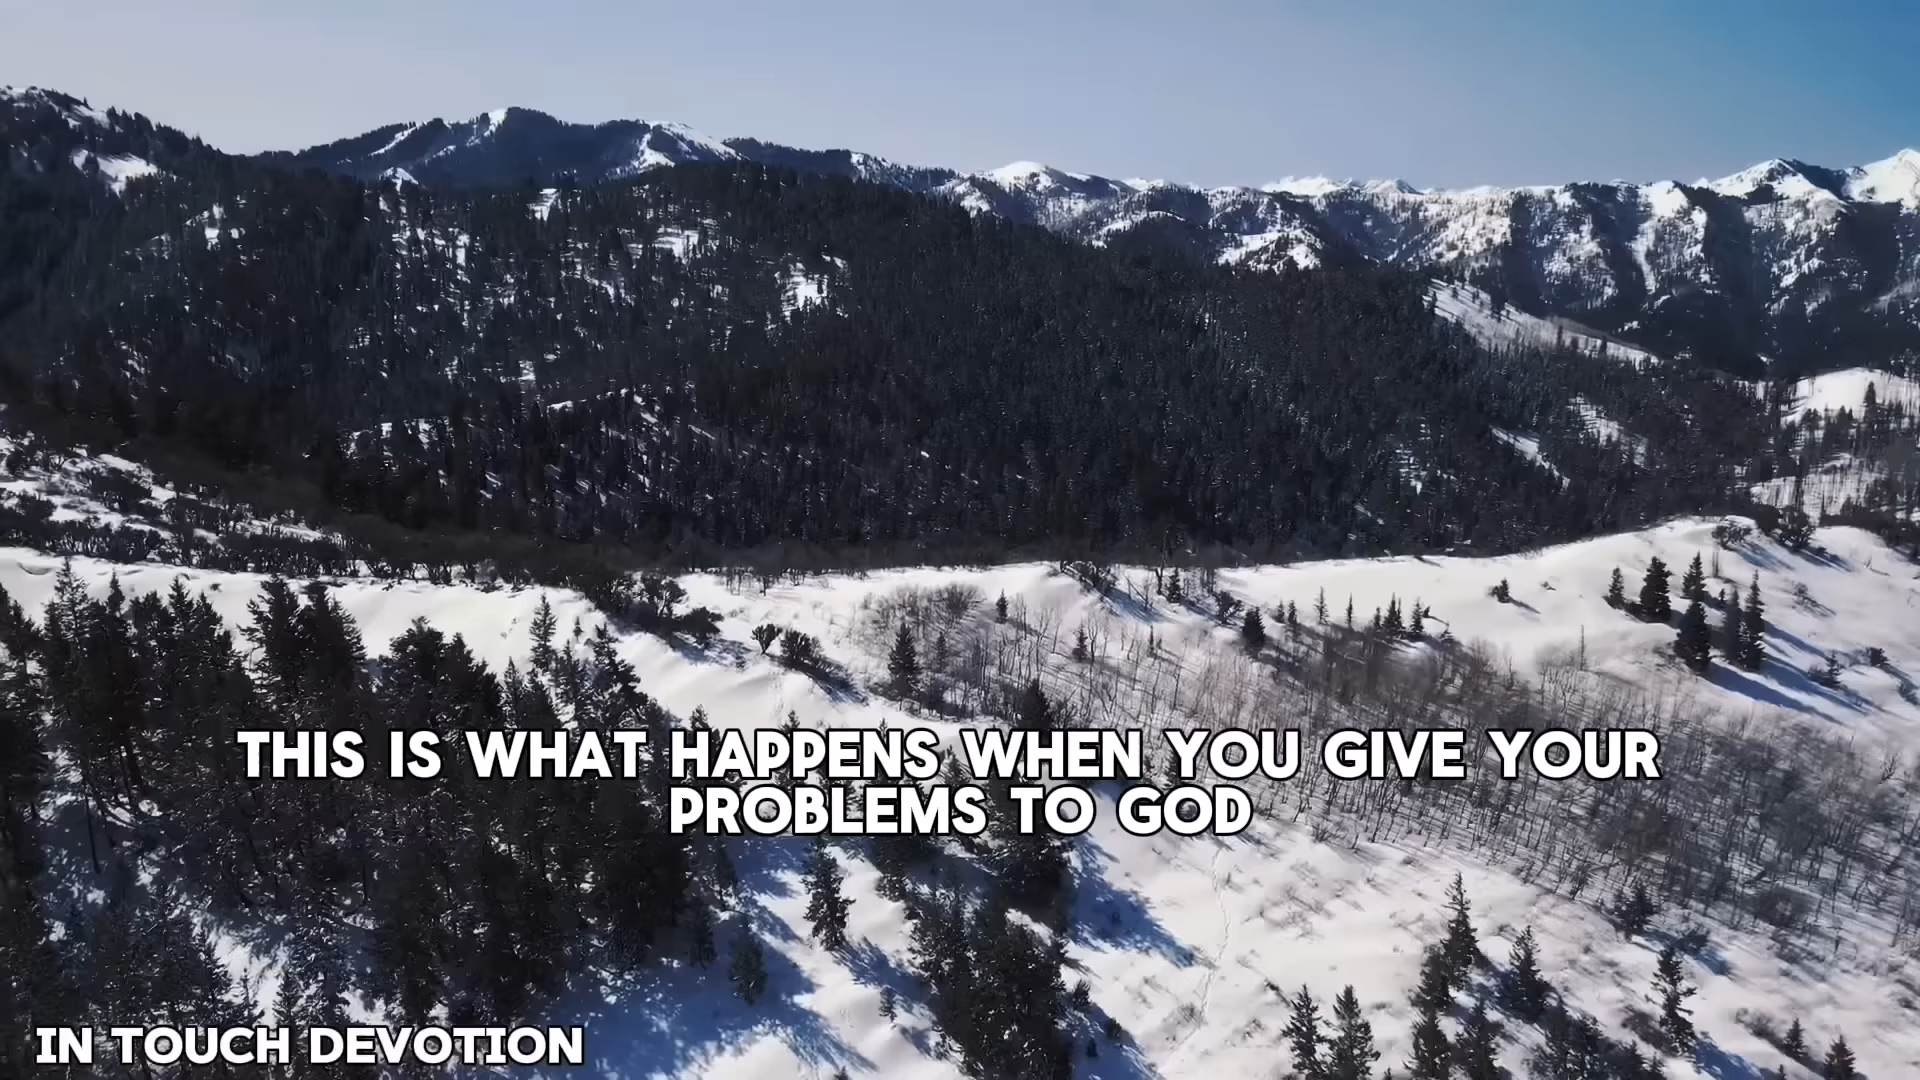 THIS IS WHAT HAPPENS WHEN YOU GIVE YOUR
PROBLEMS TO GOD
IN TOUCH DEVOTION